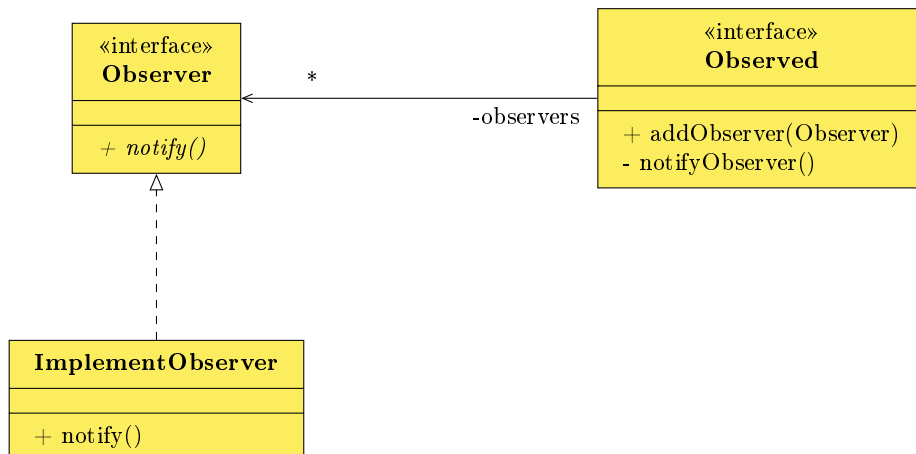 «interface»
Observer
+ notify()
*
-observers
«interface»
Observed
+ addObserver(Observer)
- notifyObserver()
ImplementObserver
+ notify()